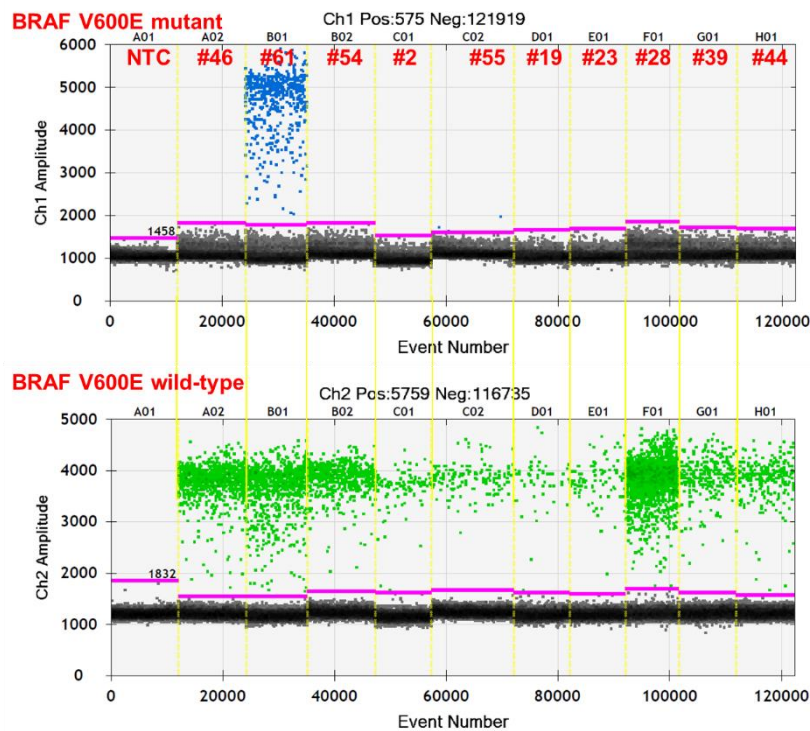 BRAF V600E mutant
Ch1 Pos:575 Neg:121919
A01 A02 B01 B02 C01 C02 D01 E01 F01 G01 H01
NTC #46 #61 #54 #2 #55 #19 #23 #28 #39 #44
6000
5000
4000
3000
2000
1000
0
Ch1 Amplitude
1458
0 20000 40000 60000 80000 100000 120000
Event Number
BRAF V600E wild-type
Ch2 Pos:5759 Neg:116735
A01 A02 B01 B02 C01 C02 D01 E01 F01 G01 H01
5000
4000
3000
2000
1000
0
Ch2 Amplitude
1832
0 20000 40000 60000 80000 100000 120000
Event Number